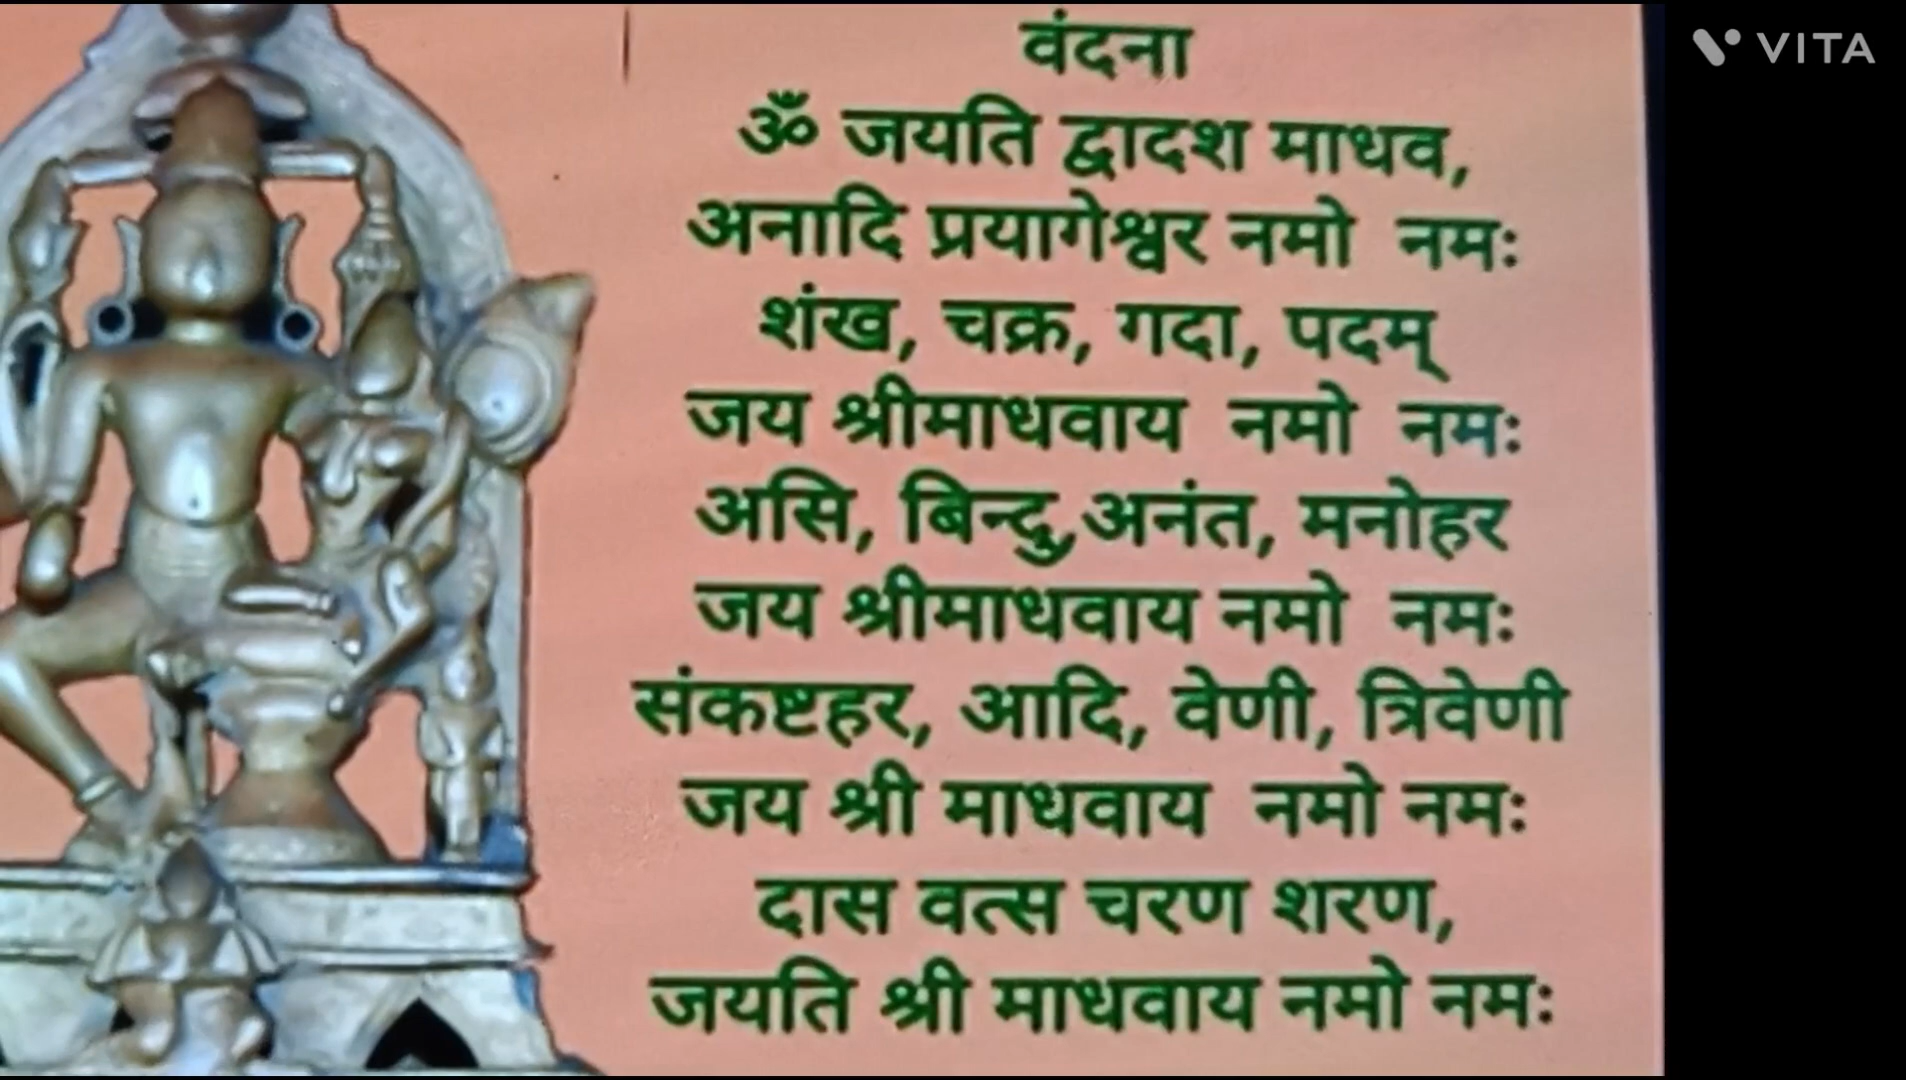 वंदना
ॐ जयति द्वादश माधव,
अनादि प्रयागेश्वर नमो नमः
शंख, चक्र, गदा, पदम्
जय श्रीमाधवाय नमो नमः
असि, बिन्दु,अनंत, मनोहर
जय श्रीमाधवाय नमो नमः
संकष्टहर, आदि, वेणी, त्रिवेणी
जय श्री माधवाय नमो नमः
दास वत्स चरण शरण,
जयति श्री माधवाय नमो नमः
VITA